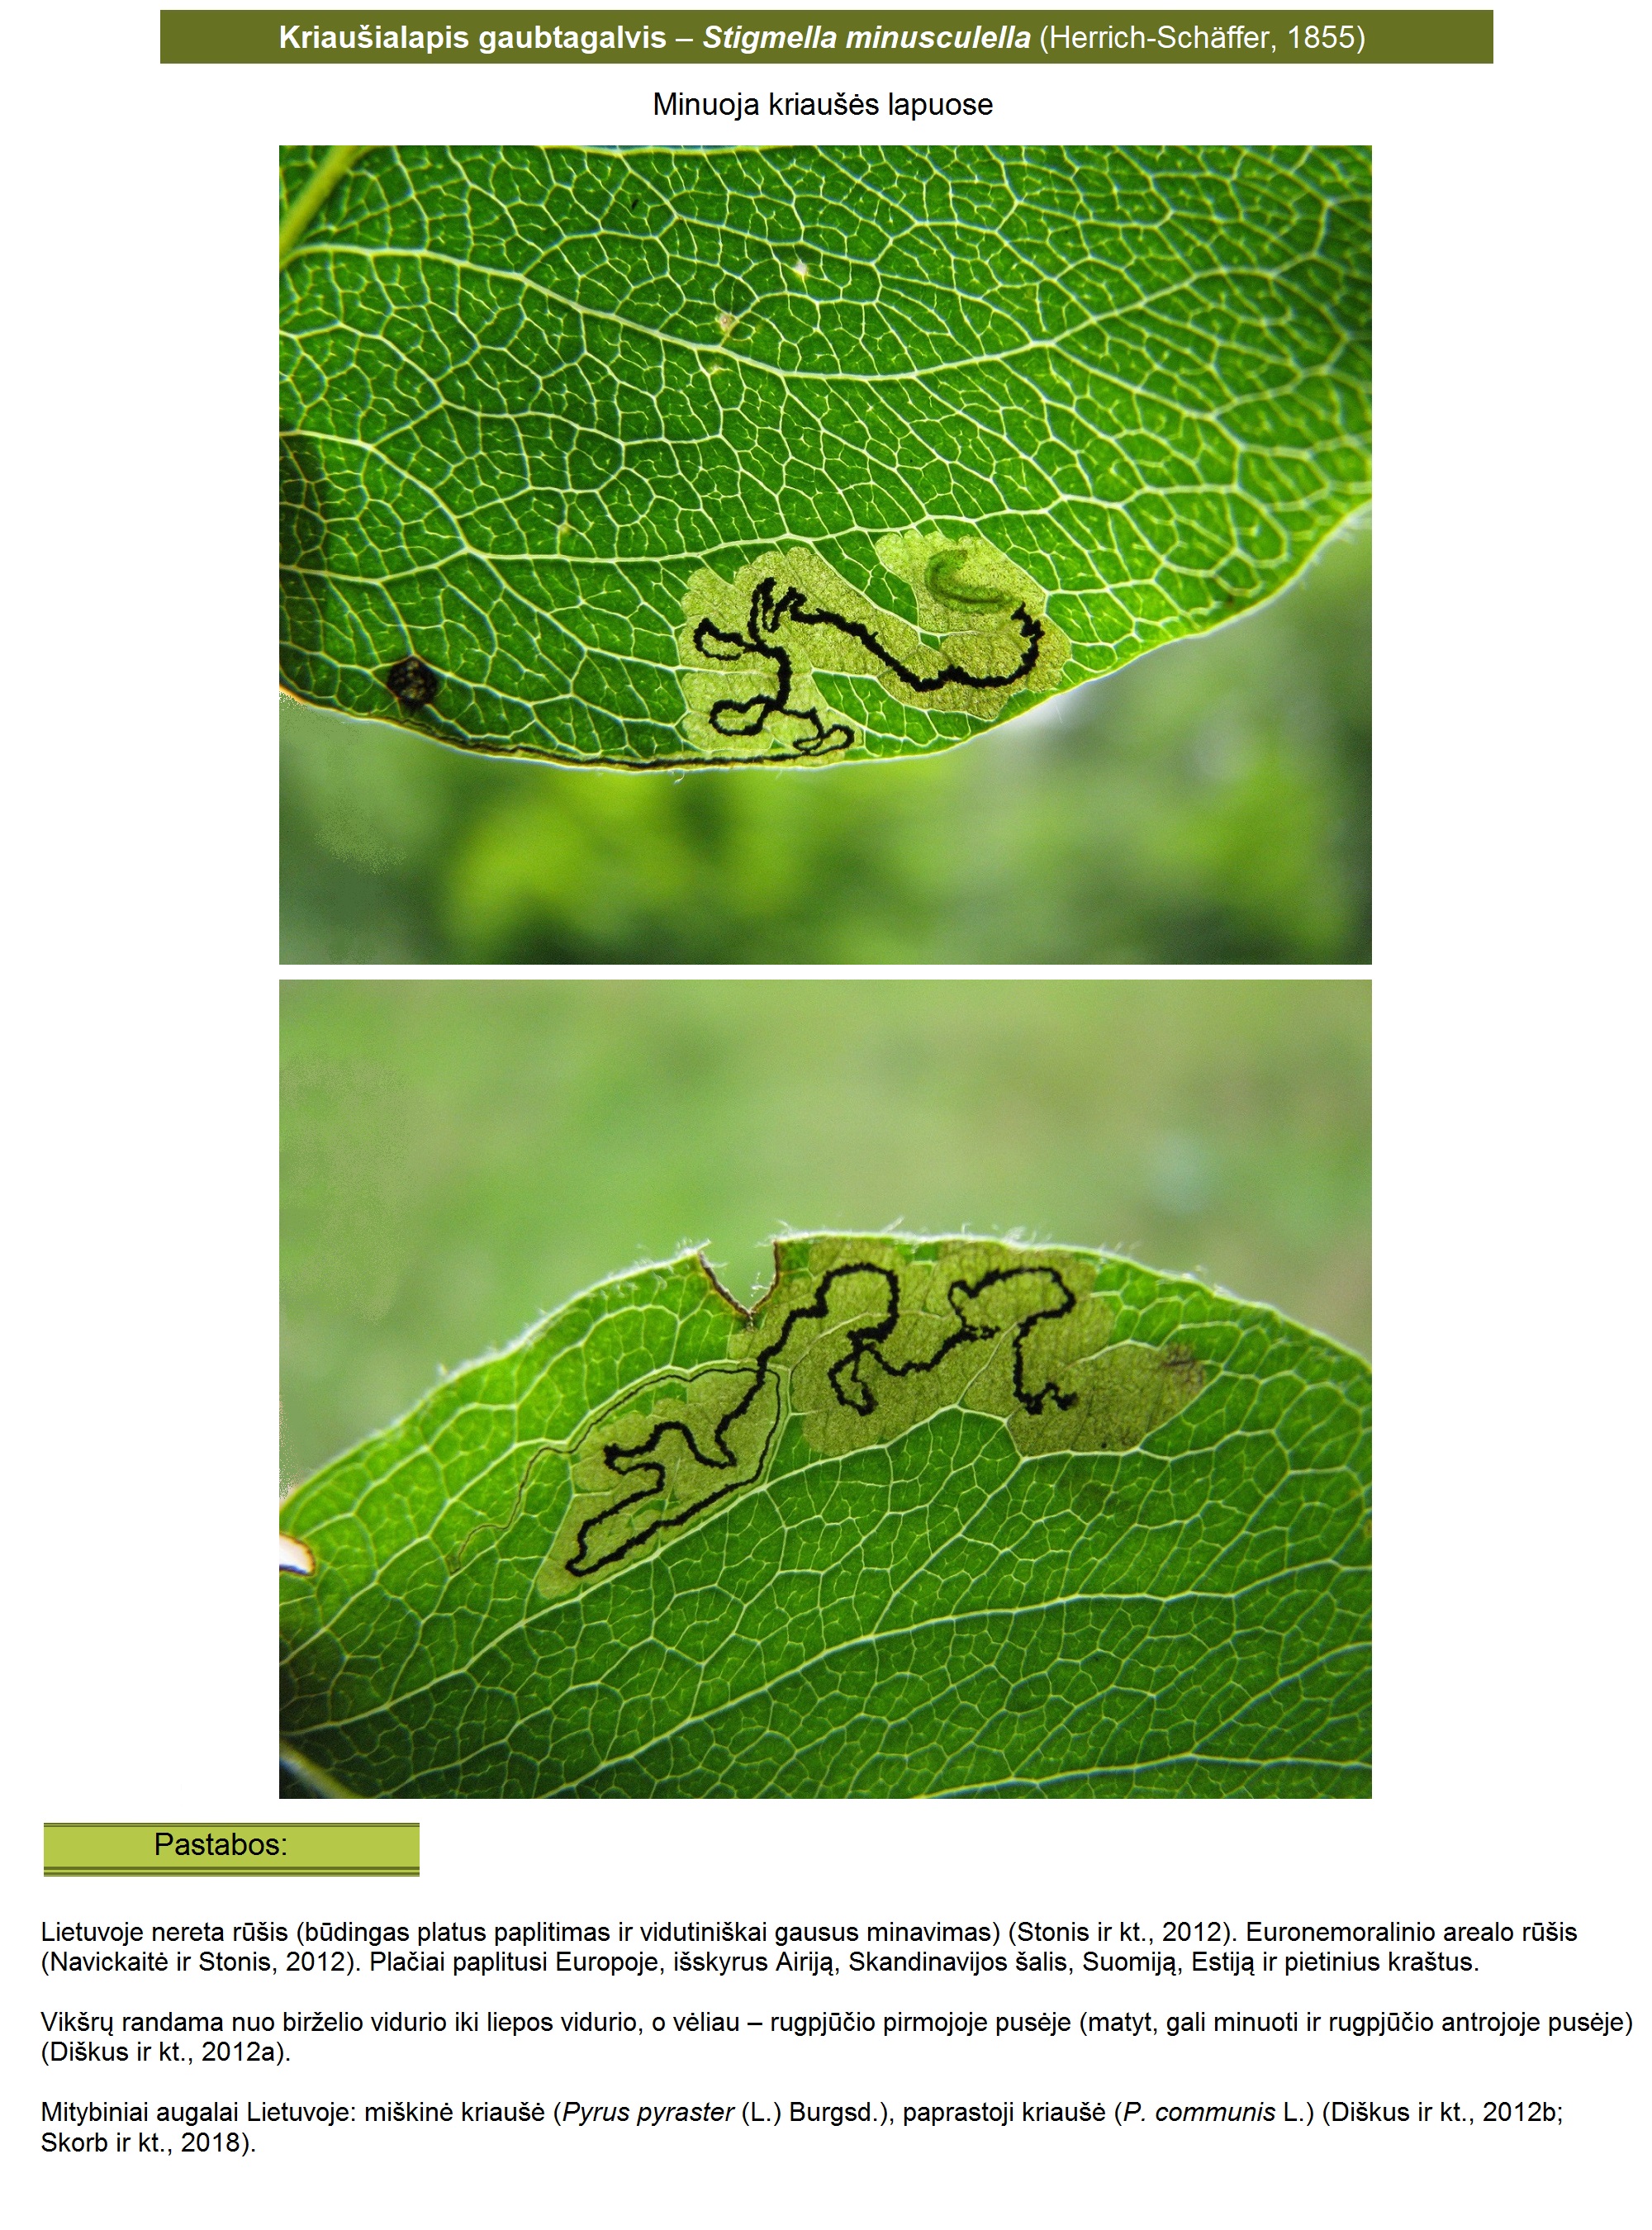 Kriaušialapis gaubtagalvis – Stigmella minusculella (Herrich-Schäffer, 1855)
Minuoja kriaušės lapuose
Pastabos:
Lietuvoje nereta rūšis (būdingas platus paplitimas ir vidutiniškai gausus minavimas) (Stonis ir kt., 2012). Euronemoralinio arealo rūšis
(Navickaitė ir Stonis, 2012). Plačiai paplitusi Europoje, išskyrus Airiją, Skandinavijos šalis, Suomiją, Estiją ir pietinius kraštus.
Vikšrų randama nuo birželio vidurio iki liepos vidurio, o vėliau – rugpjūčio pirmojoje pusėje (matyt, gali minuoti ir rugpjūčio antrojoje pusėje)
(Diškus ir kt., 2012a).
Mitybiniai augalai Lietuvoje: miškinė kriaušė (Pyrus pyraster (L.) Burgsd.), paprastoji kriaušė (P. communis L.) (Diškus ir kt., 2012b;
Skorb ir kt., 2018).